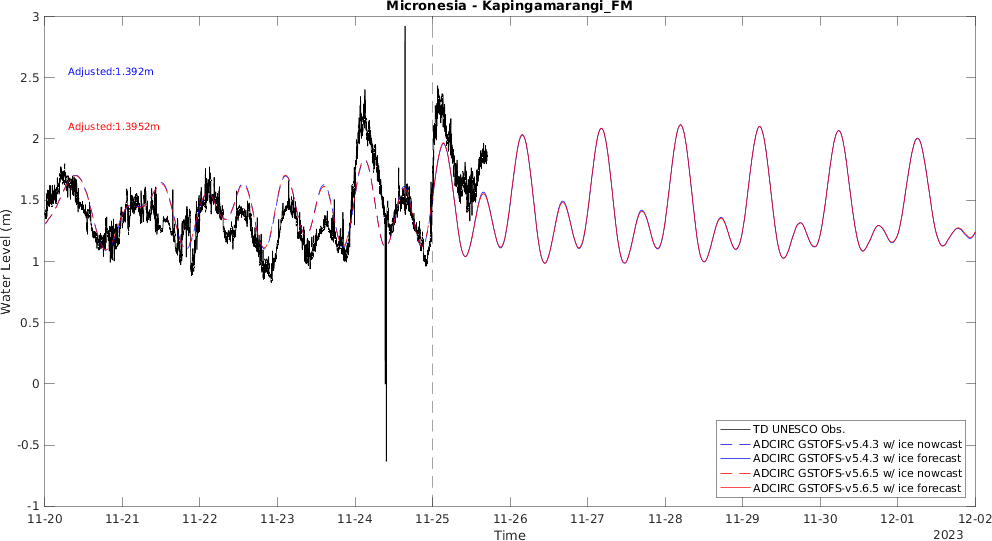 Micronesia - Kapingamarangi_FM
3
2.5
2
1.5
1
0.5
0
-0.5
-1
Water Level (m)
Adjusted:1.392m
Adjusted:1.3952m
TD UNESCO Obs.
ADCIRC GSTOFS-v5.4.3 w/ ice nowcast
ADCIRC GSTOFS-v5.4.3 w/ ice forecast
ADCIRC GSTOFS-v5.6.5 w/ ice nowcast
ADCIRC GSTOFS-v5.6.5 w/ ice forecast
11-20 11-21 11-22 11-23 11-24 11-25 11-26 11-27 11-28 11-29 11-30 12-01 12-02
Time
2023